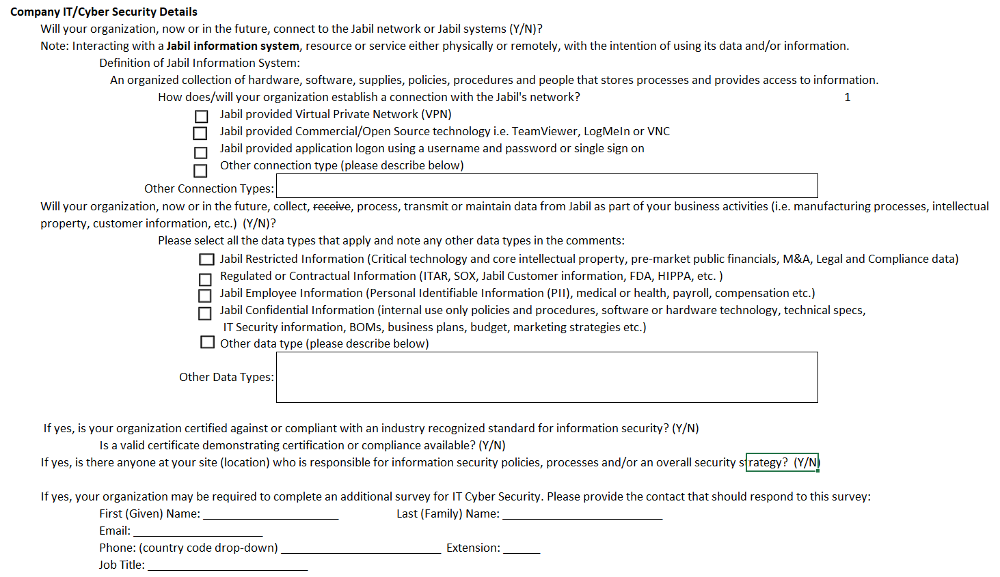 Company IT/Cyber Security Details
Will your organization, now or in the future, connect to the Jabil network or Jabil systems (Y/N)?
Note: Interacting with a Jabil information system, resource or service either physically or remotely, with the intention of using its data and/or information.
Definition of Jabil Information System:
An organized collection of hardware, software, supplies, policies, procedures and people that stores processes and provides access to information.
How does/will your organization establish a connection with the Jabil's network? 1
Jabil provided Virtual Private Network (VPN)
Jabil provided Commercial/Open Source technology i.e. TeamViewer, LogMeIn or VNC
Jabil provided application logon using a username and password or single sign on
Other connection type (please describe below)
Other Connection Types:
Will your organization, now or in the future, collect, receive, process, transmit or maintain data from Jabil as part of your business activities (i.e. manufacturing processes, intellectual
property, customer information, etc.) (Y/N)?
Please select all the data types that apply and note any other data types in the comments:
Jabil Restricted Information (Critical technology and core intellectual property, pre-market public financials, M&A, Legal and Compliance data)
Regulated or Contractual Information (ITAR, SOX, Jabil Customer information, FDA, HIPPA, etc. )
Jabil Employee Information (Personal Identifiable Information (PII), medical or health, payroll, compensation etc.)
Jabil Confidential Information (internal use only policies and procedures, software or hardware technology, technical specs,
IT Security information, BOMs, business plans, budget, marketing strategies etc.)
Other data type (please describe below)
Other Data Types:
If yes, is your organization certified against or compliant with an industry recognized standard for information security? (Y/N)
Is a valid certificate demonstrating certification or compliance available? (Y/N)
If yes, is there anyone at your site (location) who is responsible for information security policies, processes and/or an overall security strategy? (Y/N)
If yes, your organization may be required to complete an additional survey for IT Cyber Security. Please provide the contact that should respond to this survey:
First (Given) Name: ____________________ Last (Family) Name: ________________________
Email: ___________________
Phone: (country code drop-down) ________________________ Extension: ______
Job Title: ________________________